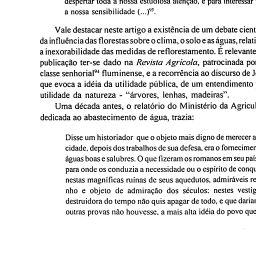 despertar toda a nossa estudiosa atenção, e para interessar
a nossa sensibilidade (...)".
Vale destacar neste artigo a existência de um debate cient
da influência das florestas sobre o clima, o solo e as águas, relati
a inexorabilidade das medidas de reflorestamento. É relevante
publicação ter-se dado na Revista Agrícola, patrocinada por
classe senhorial fluminense, e a recorrência ao discurso de J
que evoca a idéia da utilidade pública, de um entendimento
utilidade da natureza - "árvores, lenhas, madeiras".
Uma década antes, o relatório do Ministério da Agricul
dedicada ao abastecimento de água, trazia:
Disse um historiador que o objeto mais digno de merecer a
cidade, depois dos trabalhos de sua defesa, era o fornecimen
águas boas e salubres. O que fizeram os romanos em seu país
para onde os conduzia a necessidade ou o espírito de conqu
nestas magníficas ruínas de seus aquedutos, admiráveis re
nho e objeto de admiração dos séculos: nestes vestíg
destruidora do tempo não quis apagar de todo, e que dariam
outras provas não houvesse, a mais alta idéia do povo que